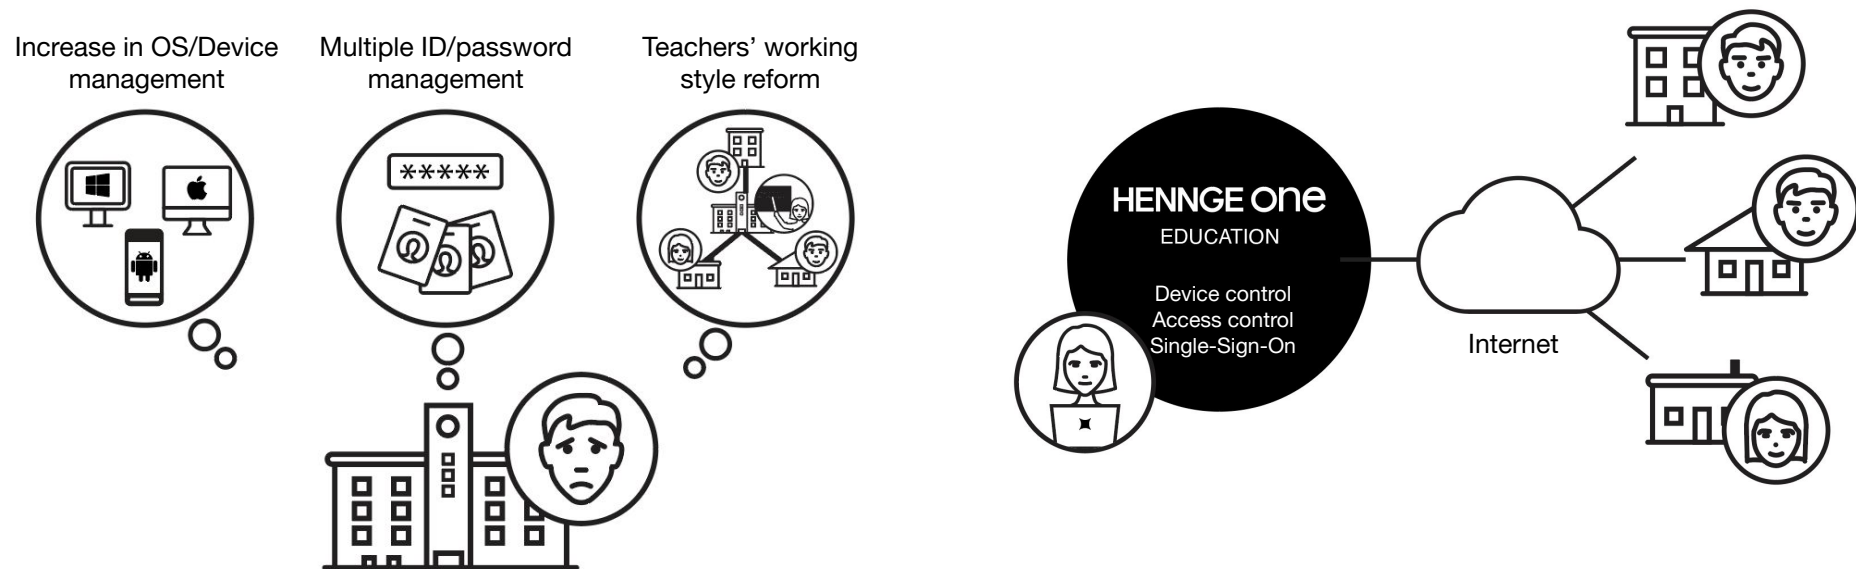 Increase in OS/Device
management
Multiple ID/password
management
Teachers’ working
style reform
*****
HENNGE one
EDUCATION
Device control
Access control
Single-Sign-On
Internet